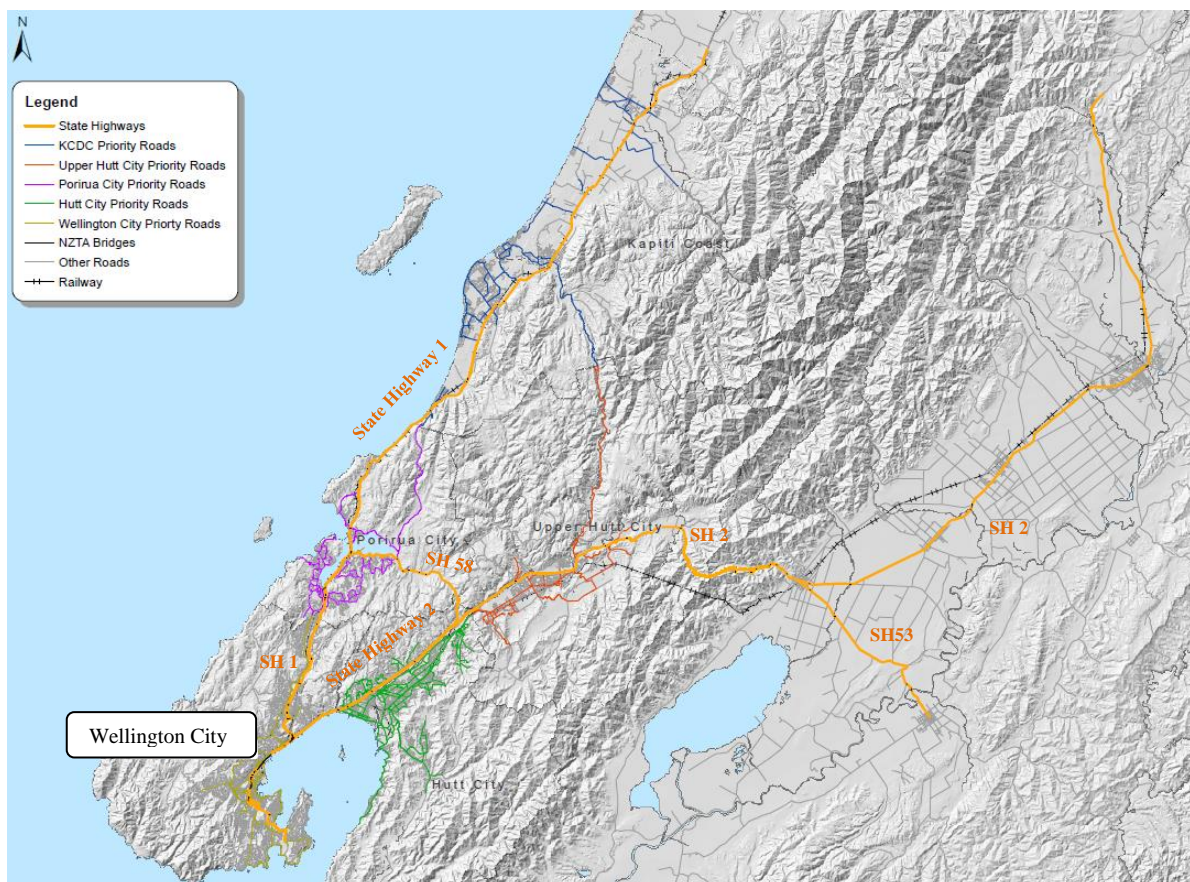 N
Legend
State Highways
KCDC Priority Roads
Upper Hutt City Priority Roads
Porirua City Priority Roads
Hutt City Priority Roads
Wellington City Priorty Roads
NZTA Bridges
Other Roads
Railway
Kapiti Coast
State Highway 1
Upper Hutt City
SH 2
SH 2
Porirua City
SH 58
State Highway 2
SH 1
SH53
Wellington City
Hutt City